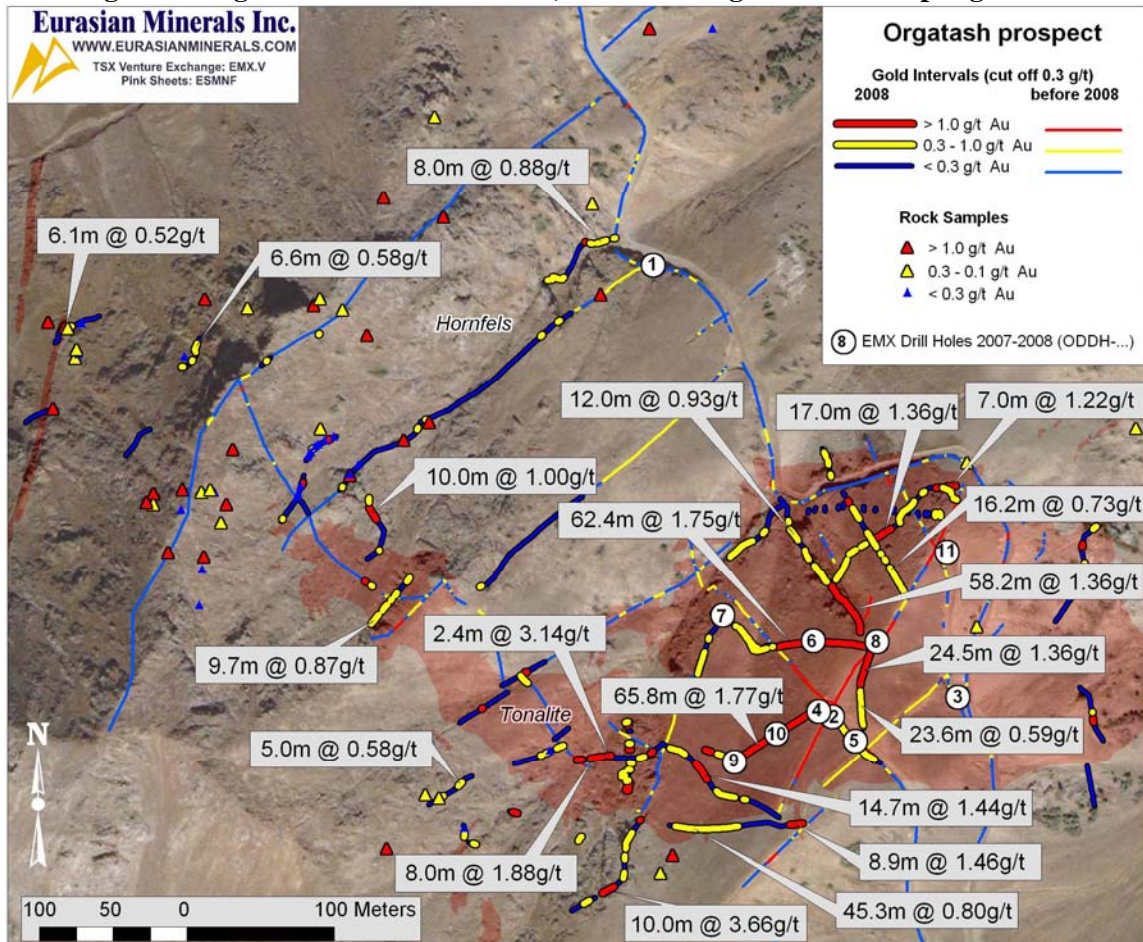 Eurasian Minerals Inc.
WWW.EURASIANMINERALS.COM
TSX Venture Exchange: EMX.V
Pink Sheets: ESMNF
Orgatash prospect
Gold Intervals (cut off 0.3 g/t)
2008 before 2008
> 1.0 g/t Au
0.3 - 1.0 g/t Au
< 0.3 g/t Au
Rock Samples
> 1.0 g/t Au
0.3 - 0.1 g/t Au
< 0.3 g/t Au
8 EMX Drill Holes 2007-2008 (ODDH-...)
8.0m @ 0.88g/t
6.1m @ 0.52g/t
6.6m @ 0.58g/t
1
Hornfels
12.0m @ 0.93g/t
17.0m @ 1.36g/t
7.0m @ 1.22g/t
10.0m @ 1.00g/t
62.4m @ 1.75g/t
16.2m @ 0.73g/t
11
58.2m @ 1.36g/t
7
6
8
2.4m @ 3.14g/t
9.7m @ 0.87g/t
24.5m @ 1.36g/t
65.8m @ 1.77g/t
3
Tonalite
4
2
10
5
23.6m @ 0.59g/t
9
5.0m @ 0.58g/t
N
14.7m @ 1.44g/t
8.0m @ 1.88g/t
8.9m @ 1.46g/t
10.0m @ 3.66g/t
45.3m @ 0.80g/t
100 50 0 100 Meters